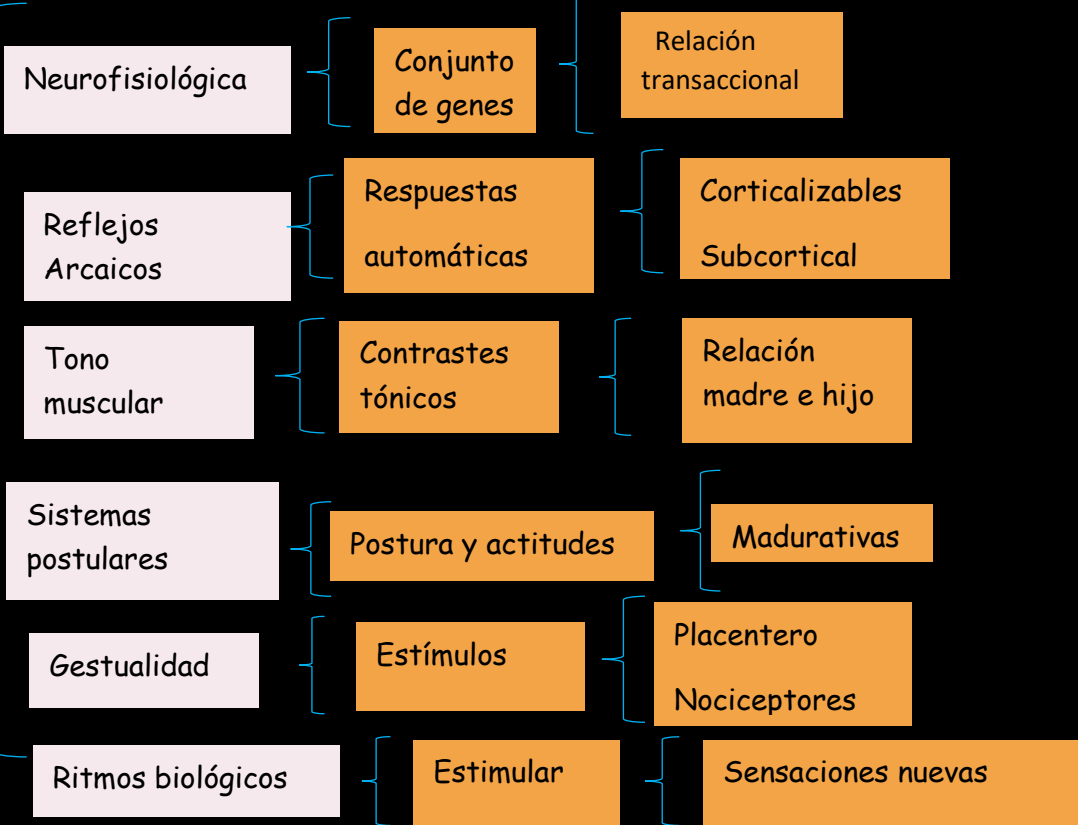 Neurofisiológica
Conjunto
de genes
Relación
transaccional
Reflejos
Arcaicos
Respuestas
automáticas
Corticalizables
Subcortical
Tono
muscular
Contrastes
tónicos
Relación
madre e hijo
Sistemas
postulares
Postura y actitudes
Madurativas
Gestualidad
Estímulos
Placentero
Nociceptores
Ritmos biológicos
Estimular
Sensaciones nuevas